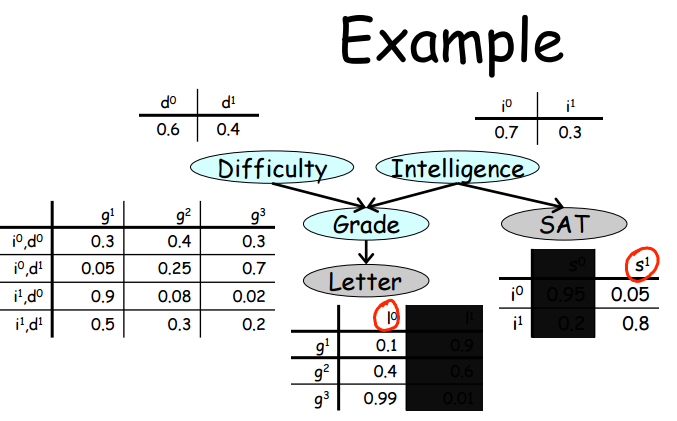 Example
d⁰ d¹
0.6 0.4
i⁰ i¹
0.7 0.3
Difficulty
Intelligence
Grade
SAT
Letter
g¹ g² g³
i⁰,d⁰ 0.3 0.4 0.3
i⁰,d¹ 0.05 0.25 0.7
i¹,d⁰ 0.9 0.08 0.02
i¹,d¹ 0.5 0.3 0.2
l⁰ l¹
g¹ 0.1 0.9
g² 0.4 0.6
g³ 0.99 0.01
s⁰ s¹
i⁰ 0.95 0.05
i¹ 0.2 0.8